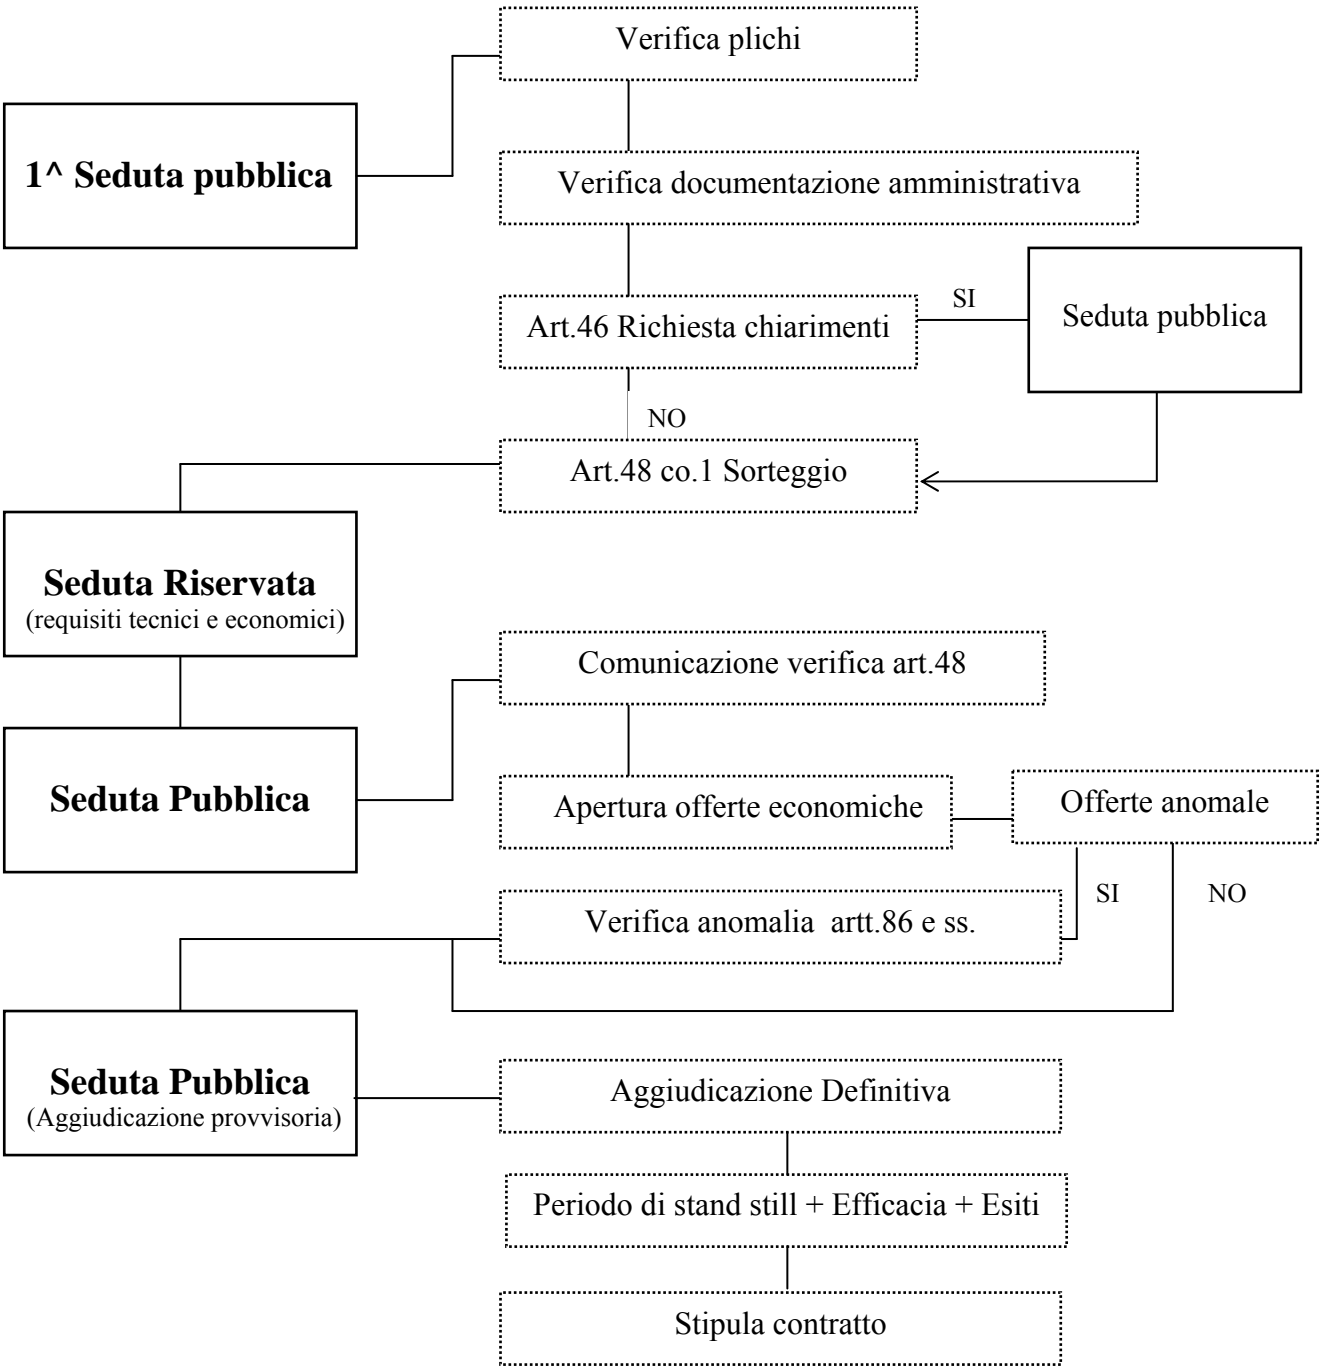 Verifica plichi
1^ Seduta pubblica
Verifica documentazione amministrativa
Art.46 Richiesta chiarimenti
SI
Seduta pubblica
NO
Art.48 co.1 Sorteggio
Seduta Riservata
(requisiti tecnici e economici)
Comunicazione verifica art.48
Seduta Pubblica
Apertura offerte economiche
Offerte anomale
SI
NO
Verifica anomalia artt.86 e ss.
Seduta Pubblica
(Aggiudicazione provvisoria)
Aggiudicazione Definitiva
Periodo di stand still + Efficacia + Esiti
Stipula contratto